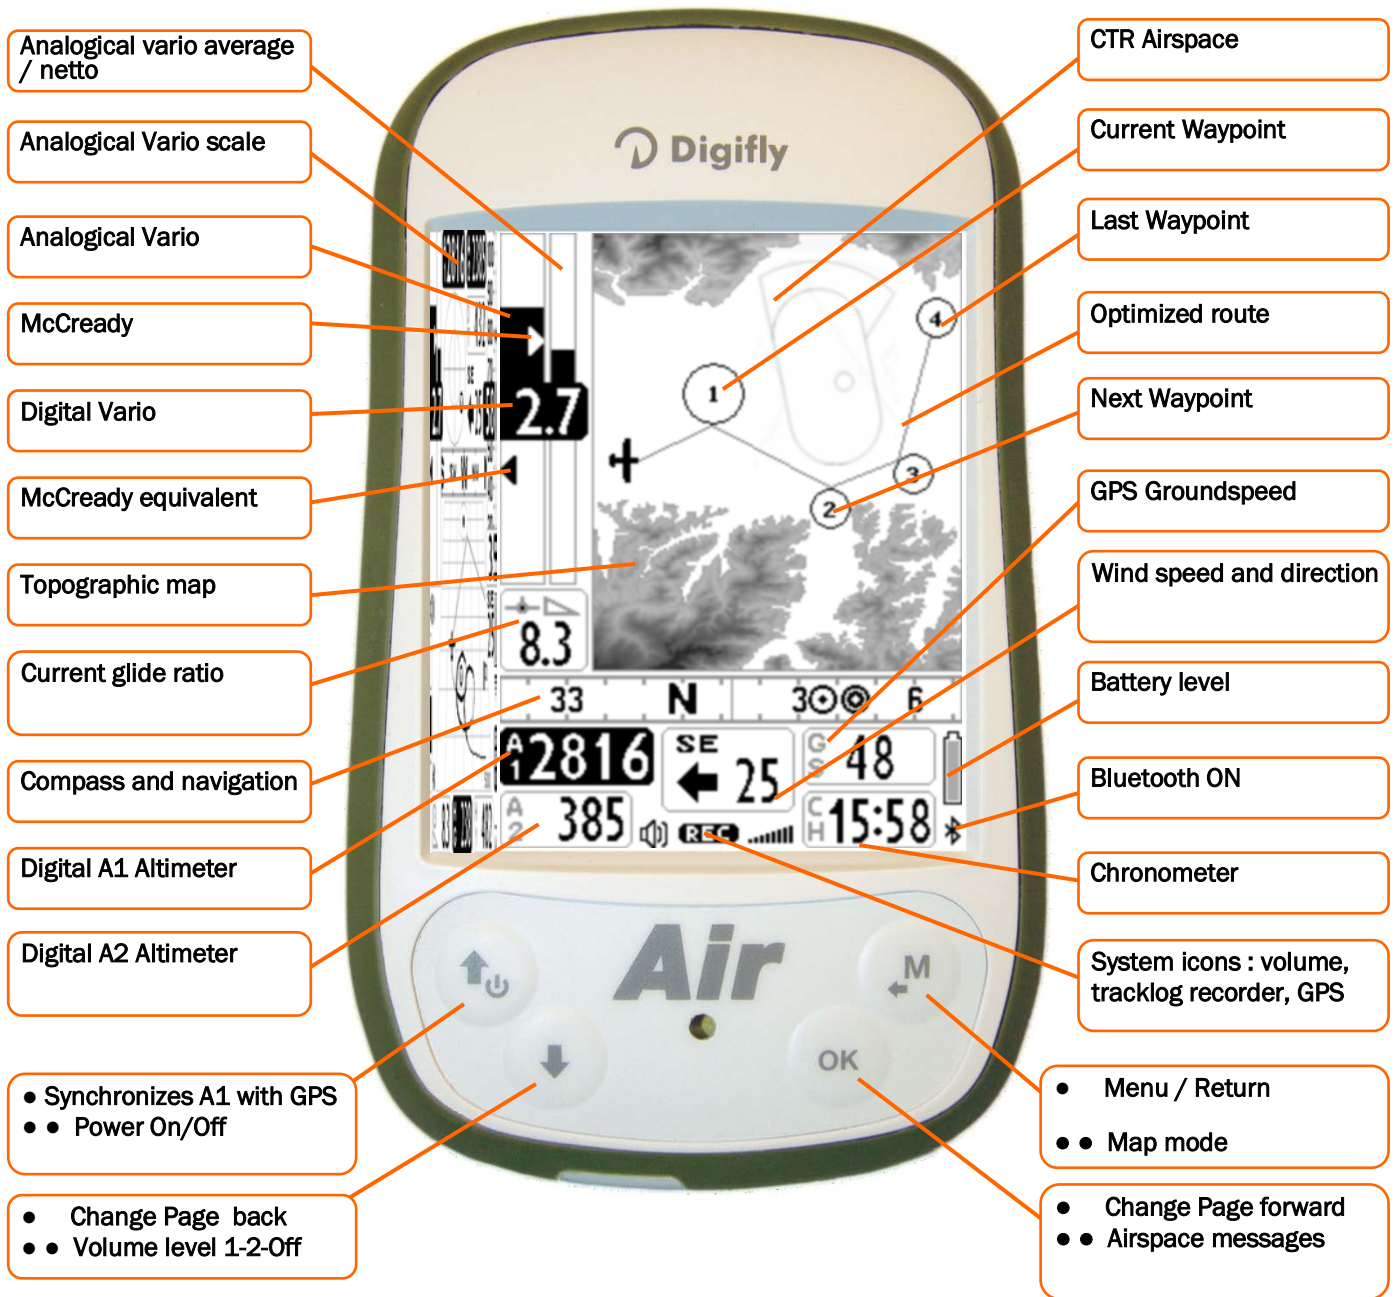 Analogical vario average
/ netto
Analogical Vario scale
Analogical Vario
McCready
Digital Vario
McCready equivalent
Topographic map
Current glide ratio
Compass and navigation
Digital A1 Altimeter
Digital A2 Altimeter
● Synchronizes A1 with GPS
● ● Power On/Off
● Change Page back
● ● Volume level 1-2-Off
Digifly
1
4
3
2
2.7
8.3
33 N 3 6
A1 2816
SE
25
GS 48
A2 385
REC
CH 15:58
Air
M
OK
CTR Airspace
Current Waypoint
Last Waypoint
Optimized route
Next Waypoint
GPS Groundspeed
Wind speed and direction
Battery level
Bluetooth ON
Chronometer
System icons : volume,
tracklog recorder, GPS
● Menu / Return
● ● Map mode
● Change Page forward
● ● Airspace messages